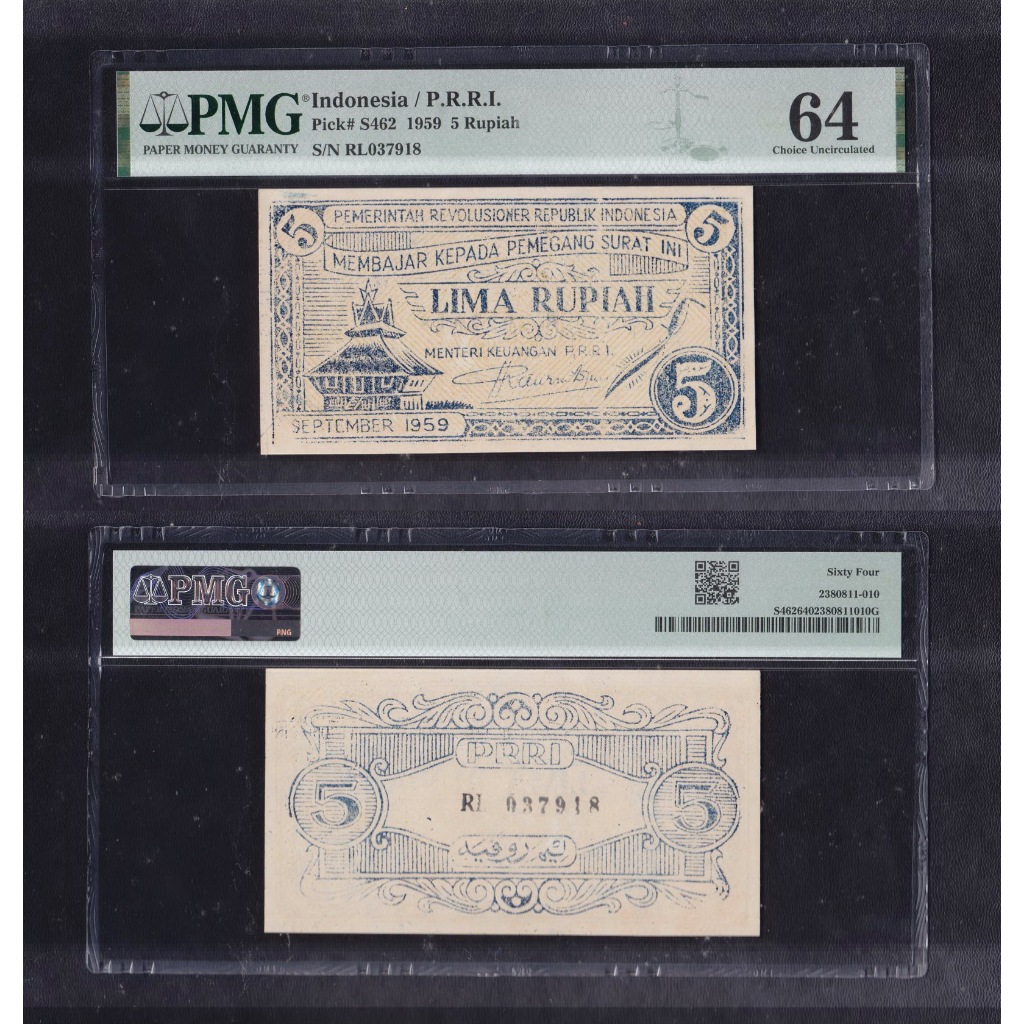 PMG® Indonesia / P.R.R.I.
Pick# S462 1959 5 Rupiah
PAPER MONEY GUARANTY S/N RL037918
64
Choice Uncirculated
5 PEMERINTAH REVOLUSIONER REPUBLIK INDONESIA 5
MEMBAJAR KEPADA PEMEGANG SURAT INI
LIMA RUPIAH
MENTERI KEUANGAN P.R.R.I.
5
SEPTEMBER 1959
PMG
PNG
Sixty Four
2380811-010
S4626402380811010G
PRRI
5 5
RL 037918